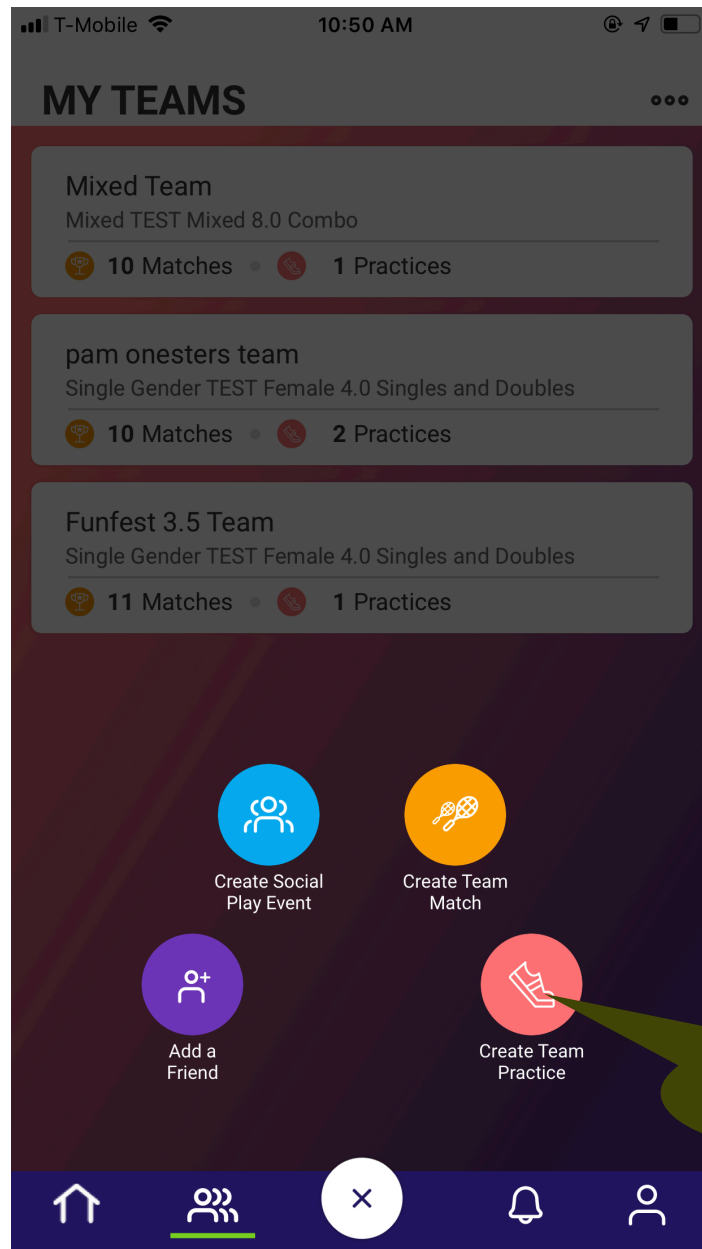 T-Mobile 10:50 AM
MY TEAMS
Mixed Team
Mixed TEST Mixed 8.0 Combo
10 Matches 1 Practices
pam onesters team
Single Gender TEST Female 4.0 Singles and Doubles
10 Matches 2 Practices
Funfest 3.5 Team
Single Gender TEST Female 4.0 Singles and Doubles
11 Matches 1 Practices
Create Social
Play Event
Create Team
Match
Add a
Friend
Create Team
Practice